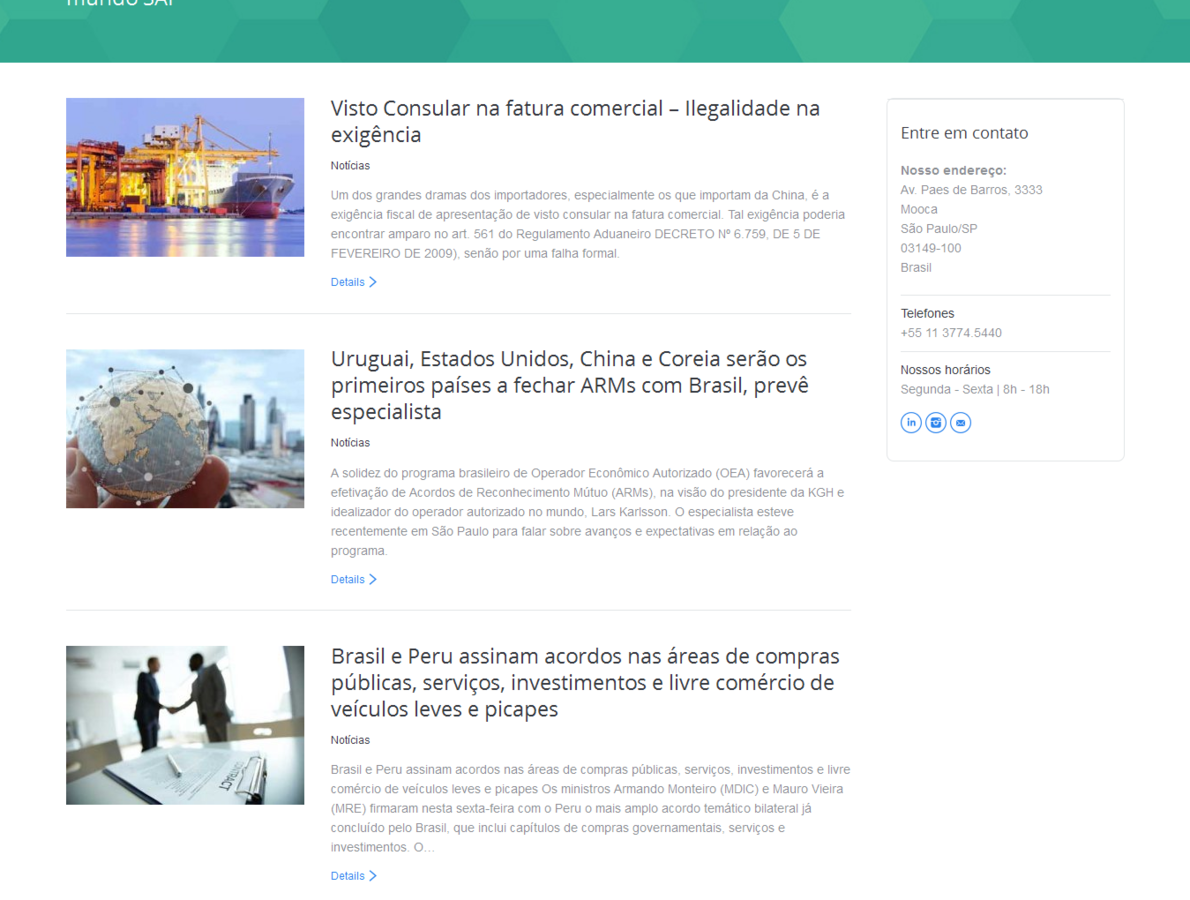 mundo SAP
Visto Consular na fatura comercial – Ilegalidade na
exigência
Notícias
Um dos grandes dramas dos importadores, especialmente os que importam da China, é a
exigência fiscal de apresentação de visto consular na fatura comercial. Tal exigência poderia
encontrar amparo no art. 561 do Regulamento Aduaneiro DECRETO Nº 6.759, DE 5 DE
FEVEREIRO DE 2009), senão por uma falha formal.
Details
Uruguai, Estados Unidos, China e Coreia serão os
primeiros países a fechar ARMs com Brasil, prevê
especialista
Notícias
A solidez do programa brasileiro de Operador Econômico Autorizado (OEA) favorecerá a
efetivação de Acordos de Reconhecimento Mútuo (ARMs), na visão do presidente da KGH e
idealizador do operador autorizado no mundo, Lars Karlsson. O especialista esteve
recentemente em São Paulo para falar sobre avanços e expectativas em relação ao
programa.
Details
CONTRACT
Brasil e Peru assinam acordos nas áreas de compras
públicas, serviços, investimentos e livre comércio de
veículos leves e picapes
Notícias
Brasil e Peru assinam acordos nas áreas de compras públicas, serviços, investimentos e livre
comércio de veículos leves e picapes Os ministros Armando Monteiro (MDIC) e Mauro Vieira
(MRE) firmaram nesta sexta-feira com o Peru o mais amplo acordo temático bilateral já
concluído pelo Brasil, que inclui capítulos de compras governamentais, serviços e
investimentos. O…
Details
Entre em contato
Nosso endereço:
Av. Paes de Barros, 3333
Mooca
São Paulo/SP
03149-100
Brasil
Telefones
+55 11 3774.5440
Nossos horários
Segunda - Sexta | 8h - 18h
in